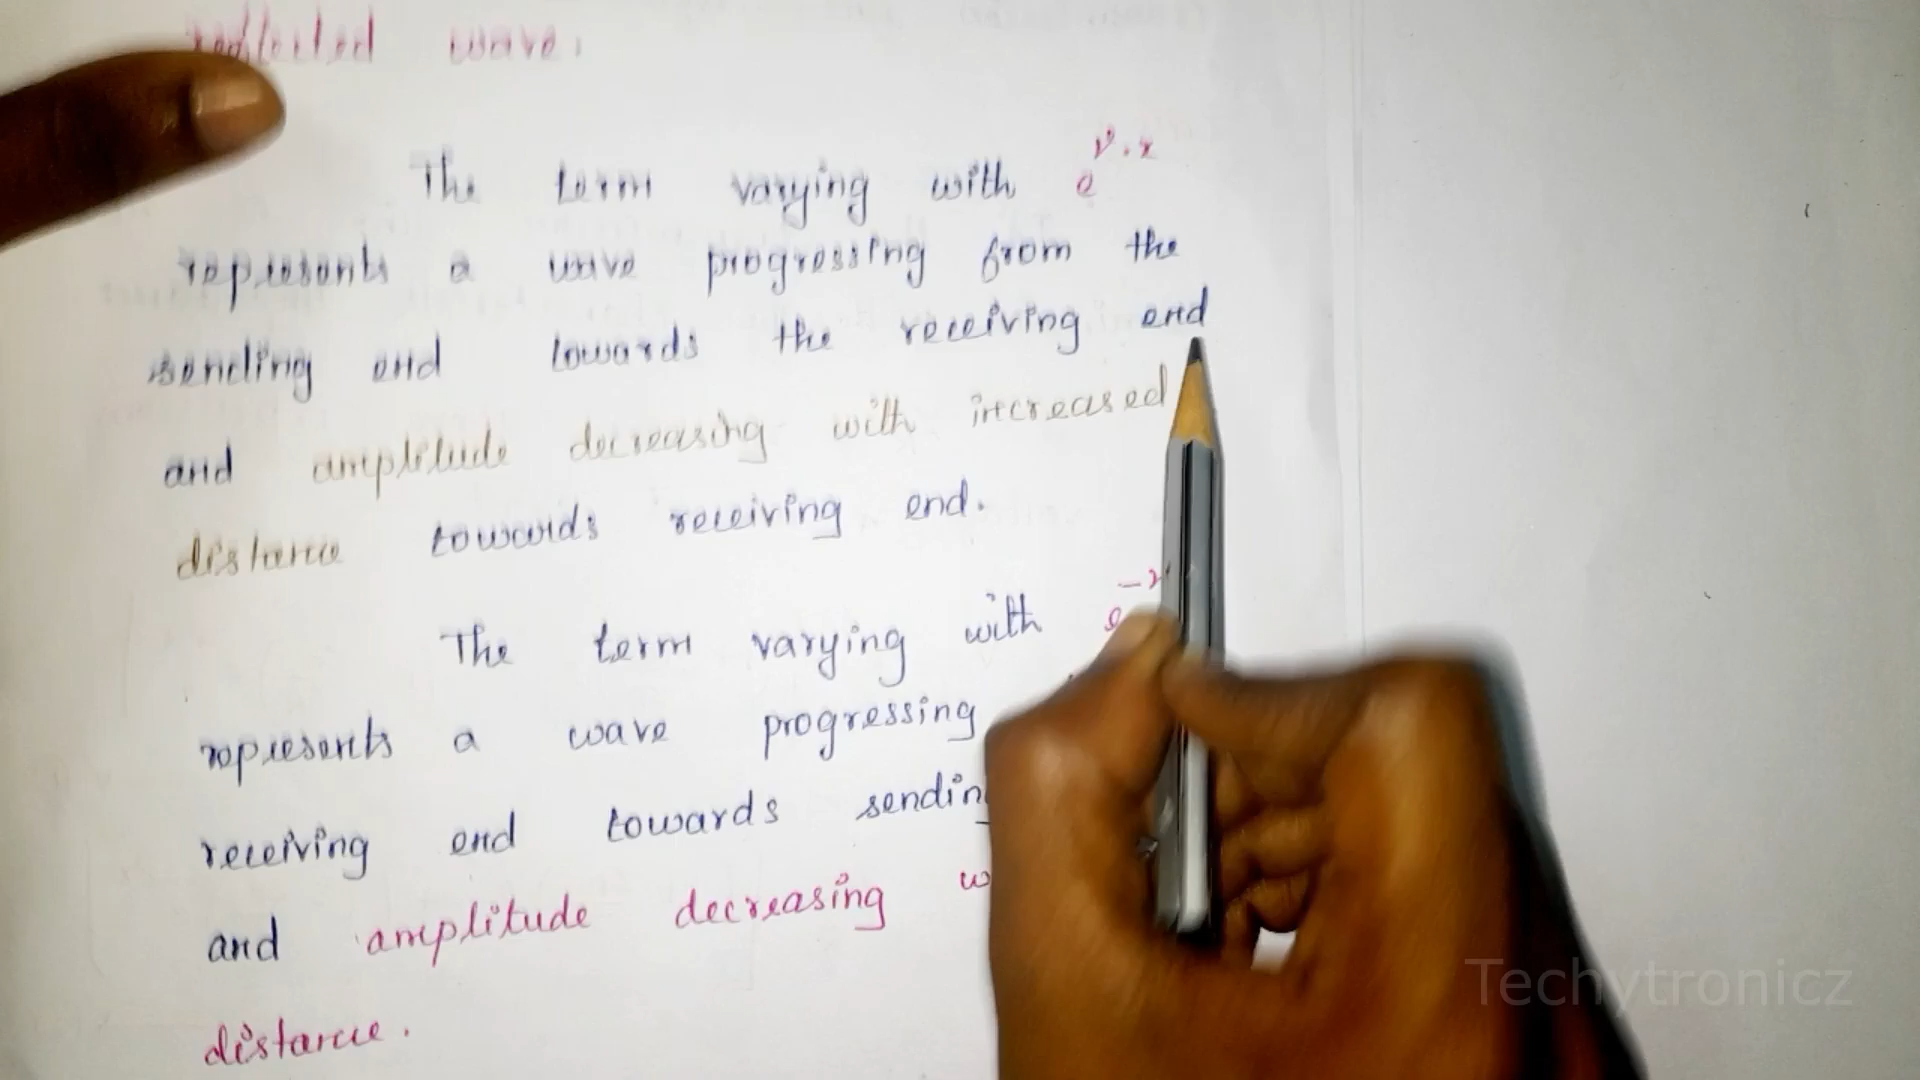 reflected wave.
The term varying with e^γ.x
represents a wave progressing from the
sending end towards the receiving end
and amplitude decreasing with increased
distance towards receiving end.
The term varying with
represents a wave progressing
receiving end towards
and amplitude decreasing
distance.
Techytronicz